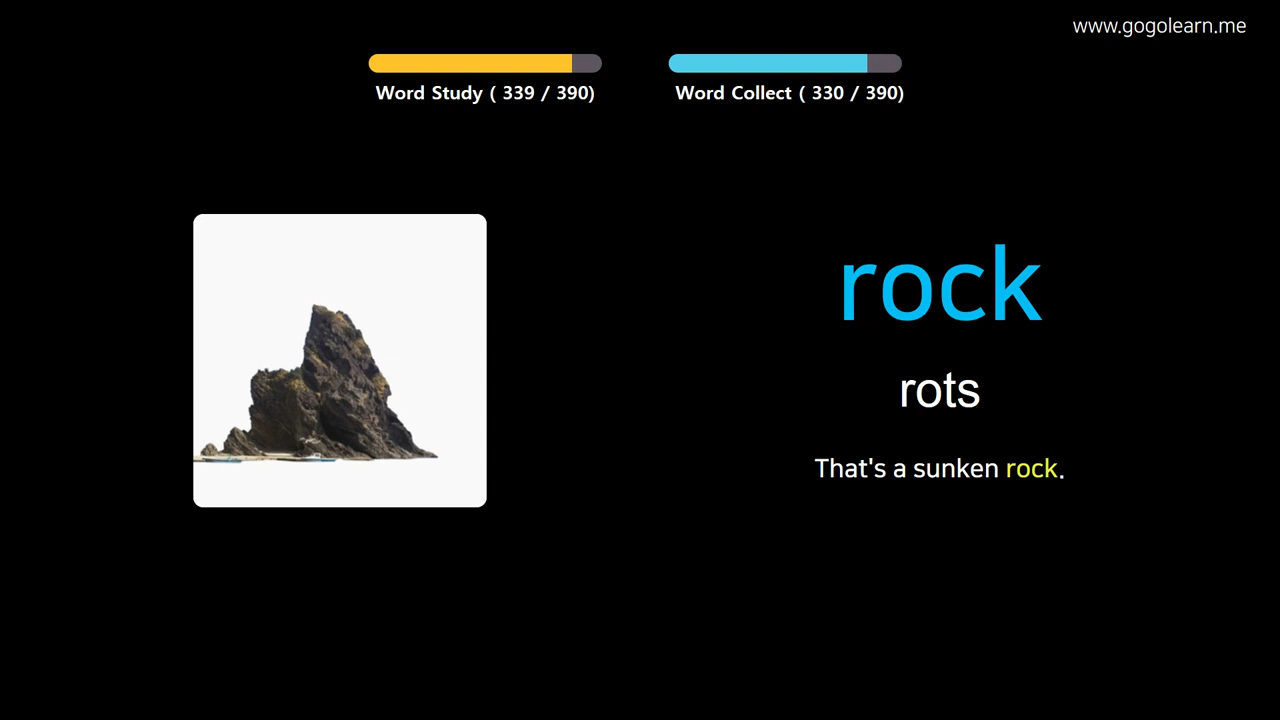 www.gogolearn.me
Word Study ( 339 / 390)
Word Collect ( 330 / 390)
rock
rots
That's a sunken rock.